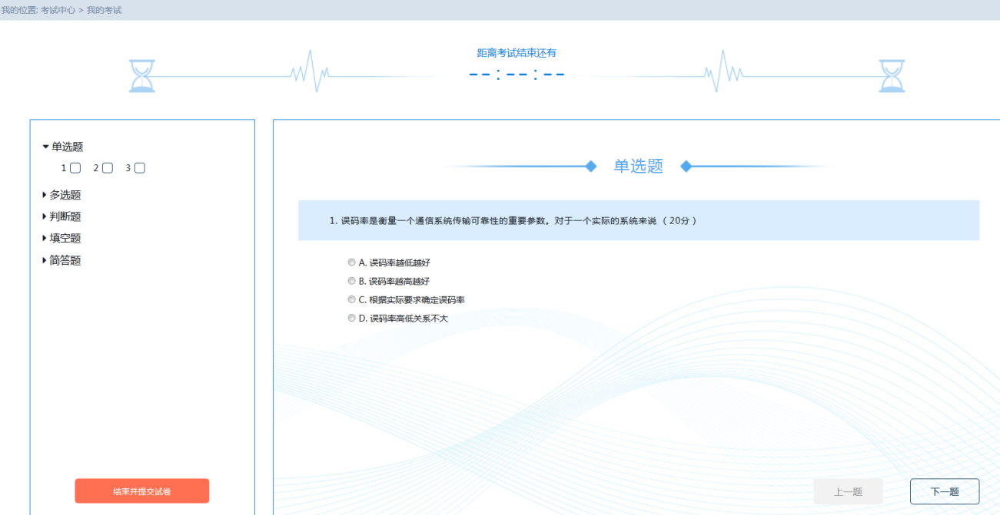 我的位置: 考试中心 > 我的考试
距离考试结束还有
--:--:--
单选题
1 2 3
多选题
判断题
填空题
简答题
结束并提交试卷
单选题
1. 误码率是衡量一个通信系统传输可靠性的重要参数。对于一个实际的系统来说 ( 20分 )
A. 误码率越低越好
B. 误码率越高越好
C. 根据实际要求确定误码率
D. 误码率高低关系不大
上一题 下一题